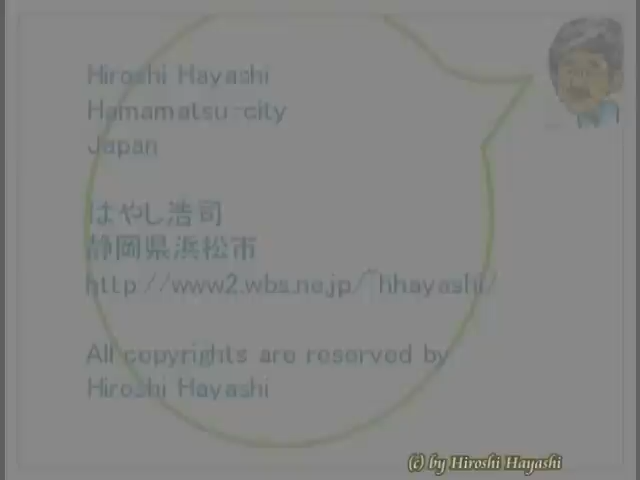 Hiroshi Hayashi
Hamamatsu-city
Japan
はやし浩司
静岡県浜松市
http://www2.wbs.ne.jp/~hhayashi/
All copyrights are reserved by
Hiroshi Hayashi
(c) by Hiroshi Hayashi